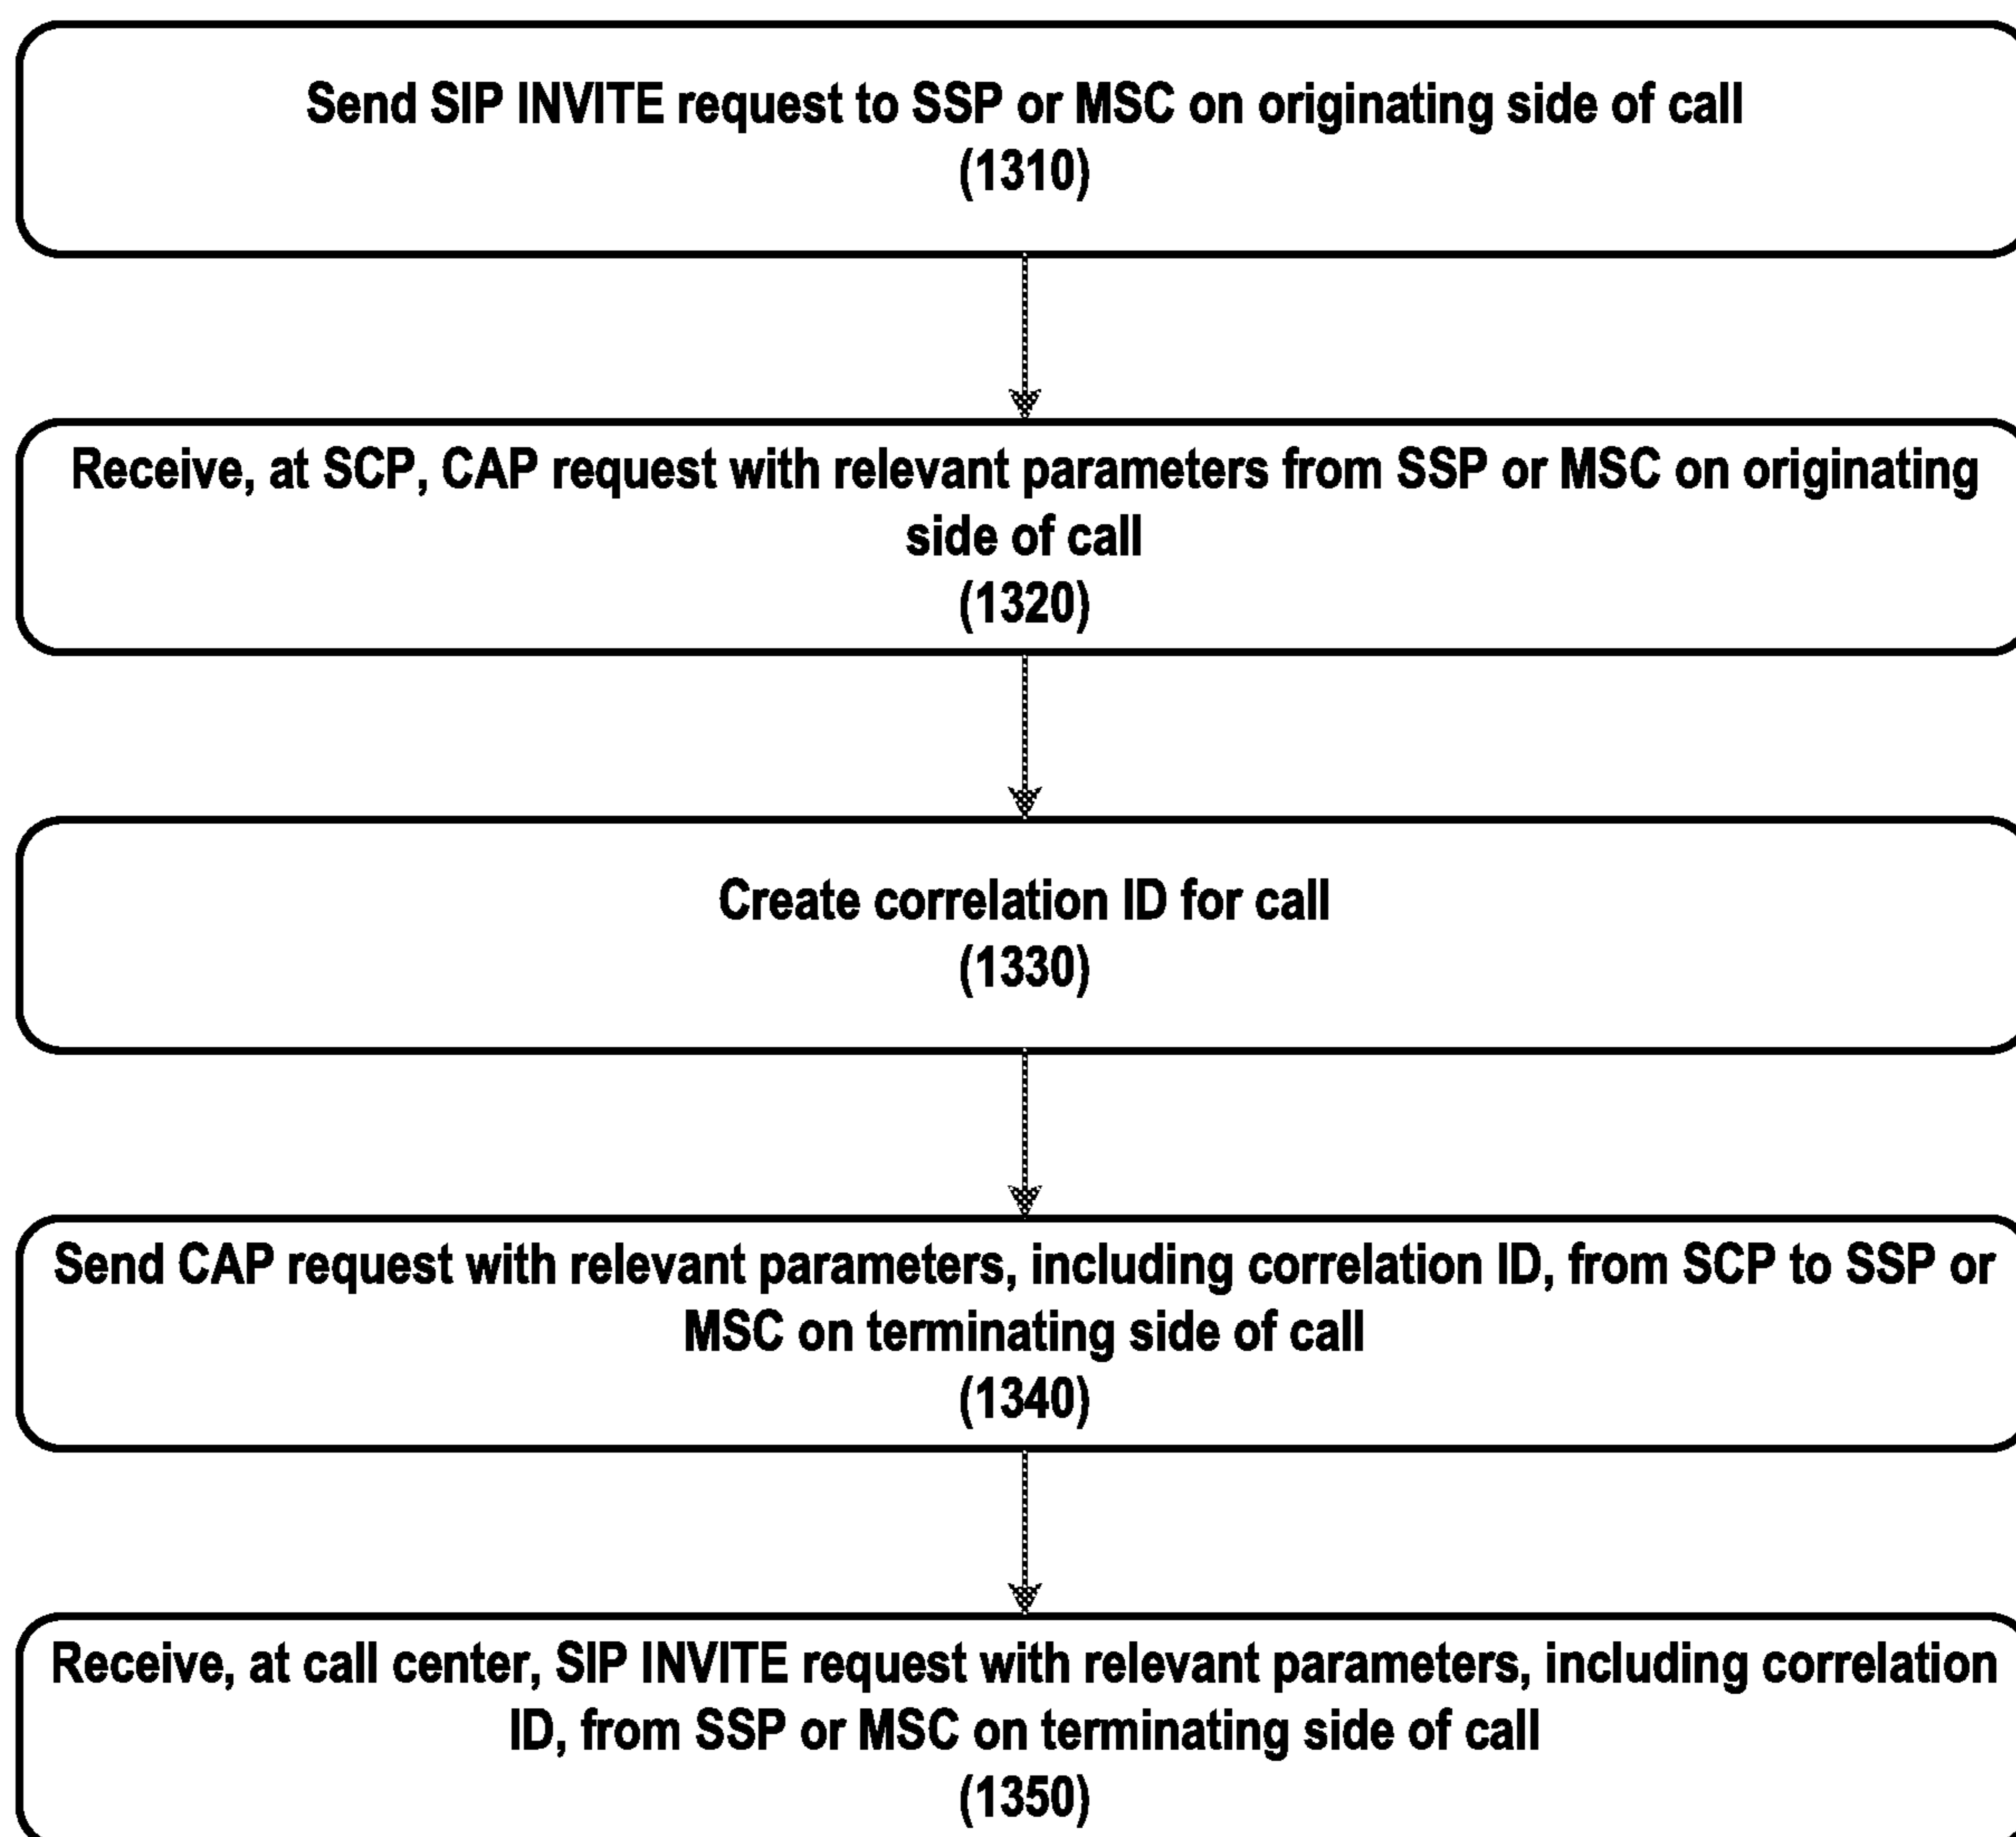 Send SIP INVITE request to SSP or MSC on originating side of call
(1310)
Receive, at SCP, CAP request with relevant parameters from SSP or MSC on originating
side of call
(1320)
Create correlation ID for call
(1330)
Send CAP request with relevant parameters, including correlation ID, from SCP to SSP or
MSC on terminating side of call
(1340)
Receive, at call center, SIP INVITE request with relevant parameters, including correlation
ID, from SSP or MSC on terminating side of call
(1350)